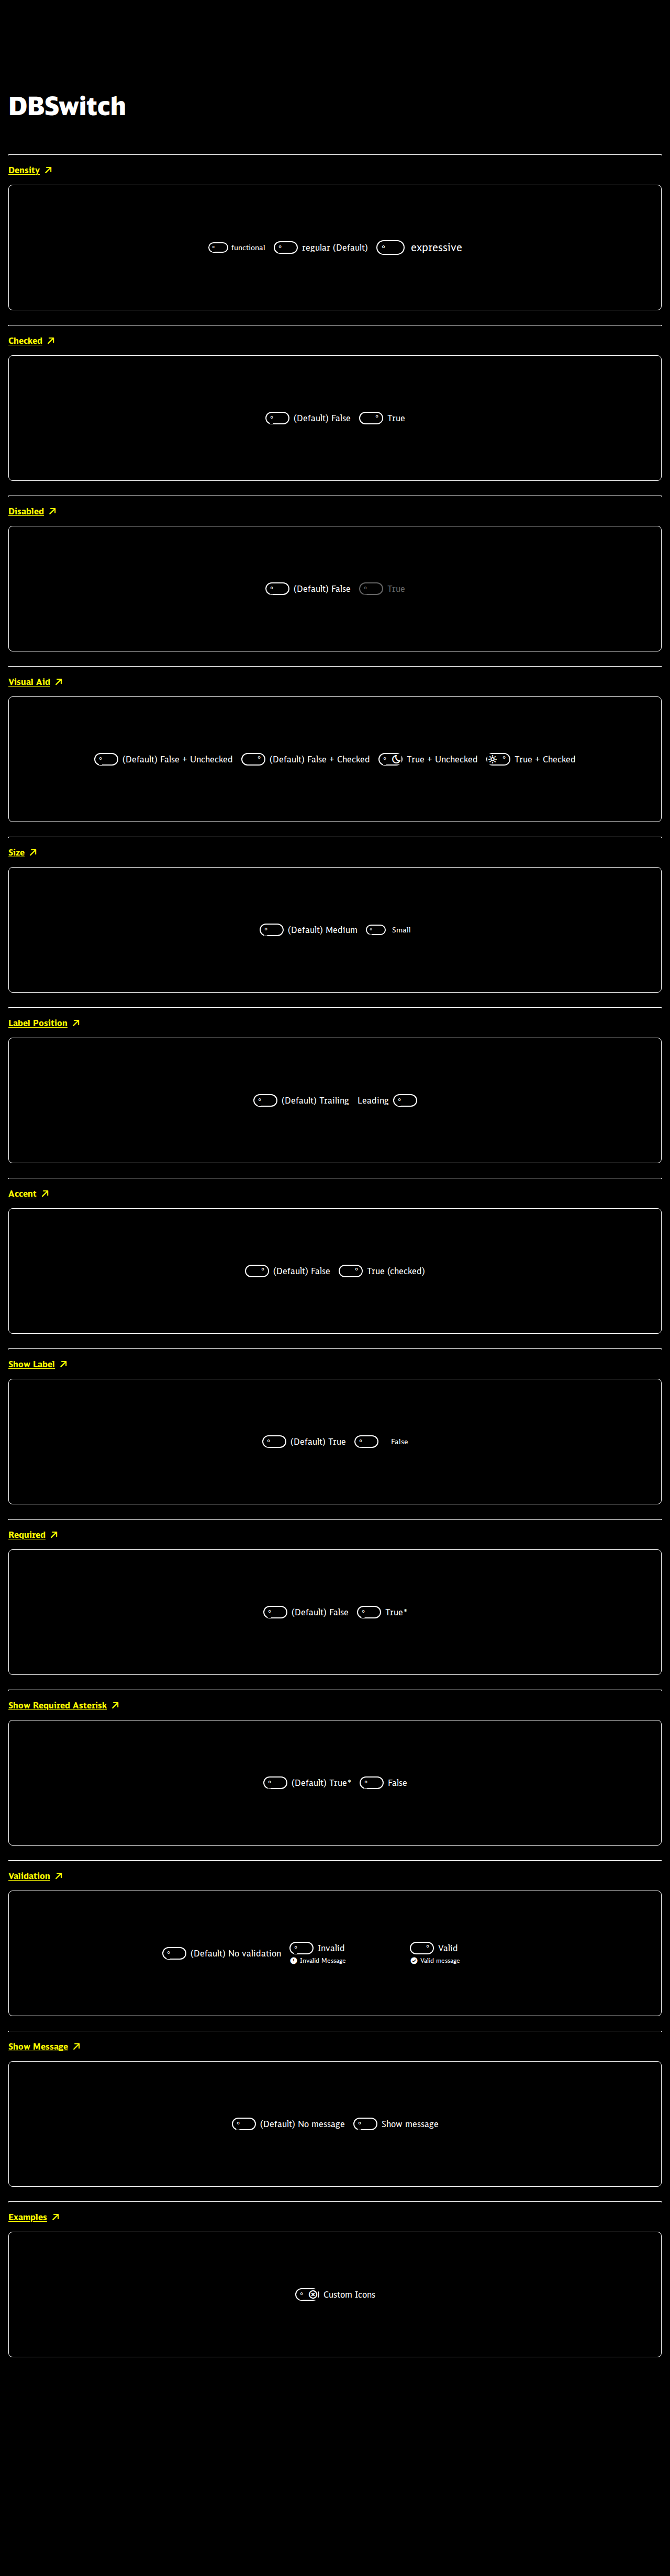 DBSwitch
Density
functional regular (Default) expressive
Checked
(Default) False True
Disabled
(Default) False True
Visual Aid
(Default) False + Unchecked (Default) False + Checked True + Unchecked True + Checked
Size
(Default) Medium Small
Label Position
(Default) Trailing Leading
Accent
(Default) False True (checked)
Show Label
(Default) True False
Required
(Default) False True*
Show Required Asterisk
(Default) True* False
Validation
(Default) No validation Invalid Valid
Invalid Message Valid message
Show Message
(Default) No message Show message
Examples
Custom Icons